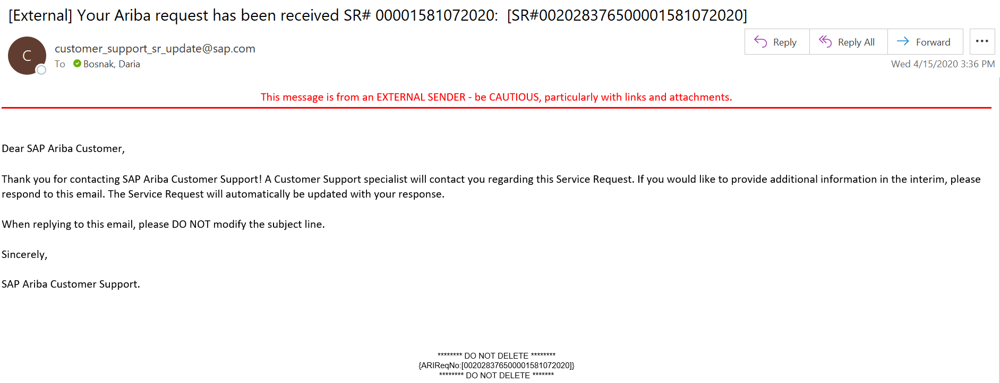 [External] Your Ariba request has been received SR# 00001581072020:  [SR#002028376500001581072020]
C
customer_support_sr_update@sap.com
To Bosnak, Daria
Reply
Reply All
Forward
Wed 4/15/2020 3:36 PM
This message is from an EXTERNAL SENDER - be CAUTIOUS, particularly with links and attachments.
Dear SAP Ariba Customer,
Thank you for contacting SAP Ariba Customer Support! A Customer Support specialist will contact you regarding this Service Request. If you would like to provide additional information in the interim, please
respond to this email. The Service Request will automatically be updated with your response.
When replying to this email, please DO NOT modify the subject line.
Sincerely,
SAP Ariba Customer Support.
******** DO NOT DELETE ********
{ARIReqNo:[002028376500001581072020]}
******** DO NOT DELETE *******